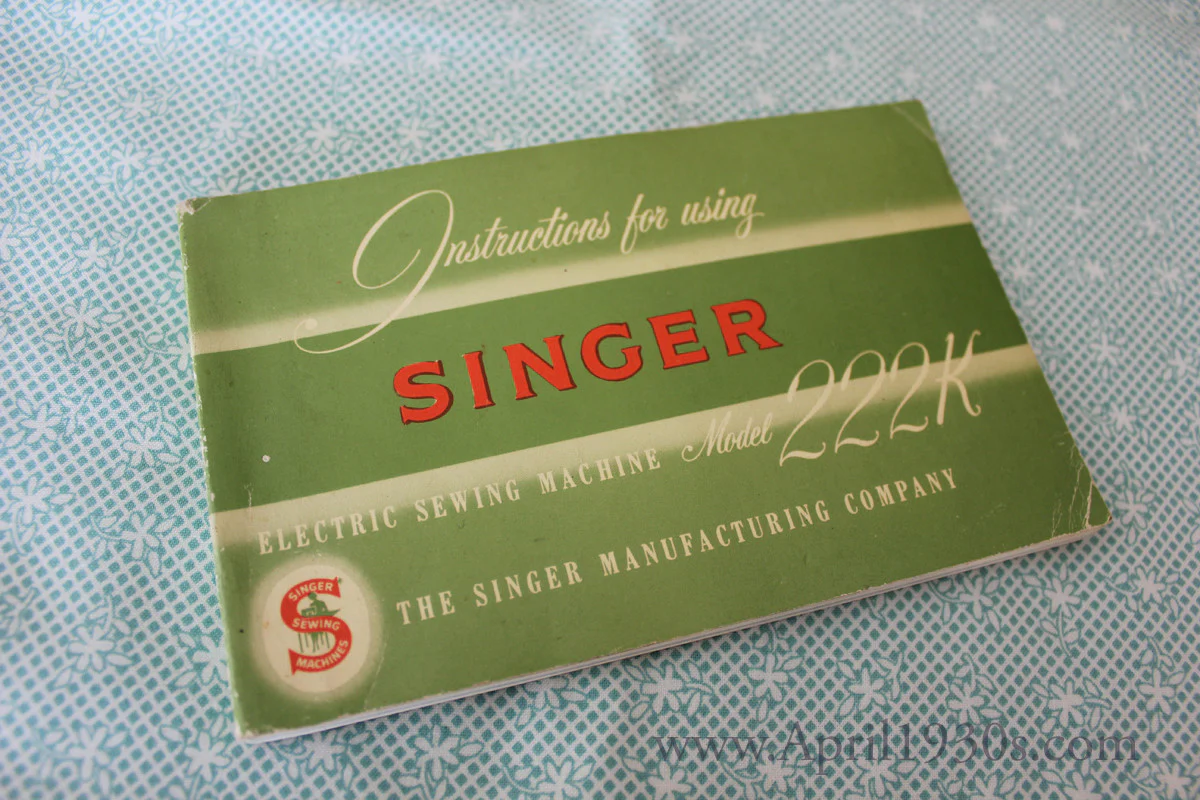 Instructions for using
SINGER
ELECTRIC SEWING MACHINE Model 222K
THE SINGER MANUFACTURING COMPANY
SINGER
SEWING
MACHINES
www.April1930s.com